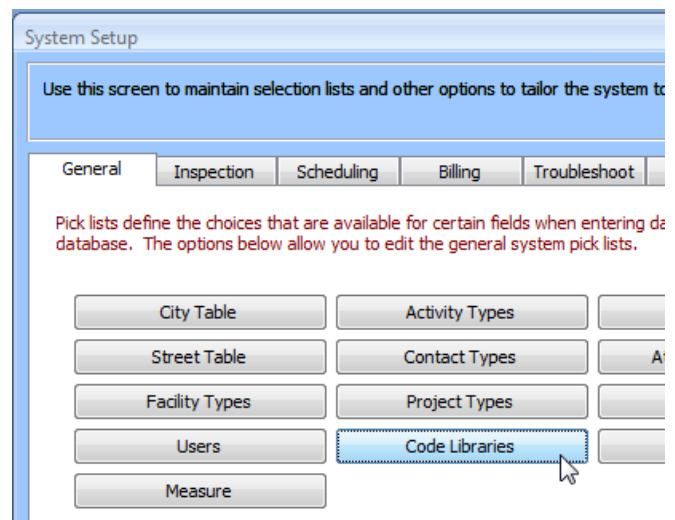 System Setup
Use this screen to maintain selection lists and other options to tailor the system to
General Inspection Scheduling Billing Troubleshoot
Pick lists define the choices that are available for certain fields when entering da
database. The options below allow you to edit the general system pick lists.
City Table Activity Types
Street Table Contact Types
Facility Types Project Types
Users Code Libraries
Measure